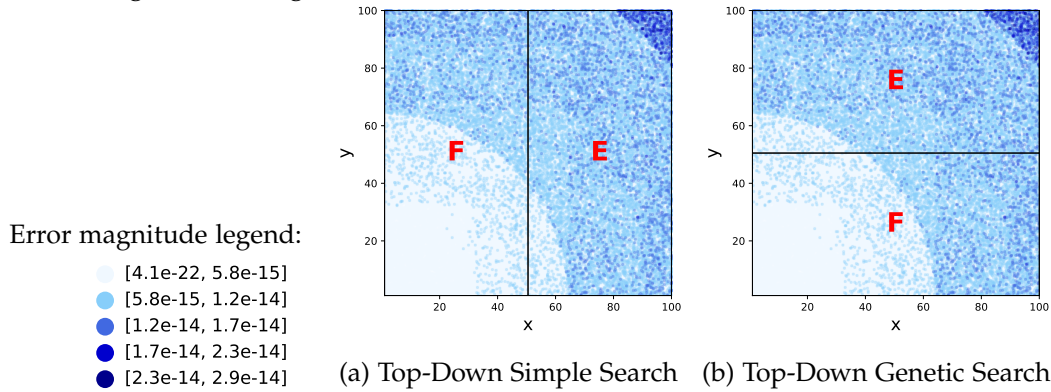 100
80
60
40
20
y
F
E
20
40
60
80
100
x
100
80
60
40
20
y
E
F
20
40
60
80
100
x
Error magnitude legend:
[4.1e-22, 5.8e-15]
[5.8e-15, 1.2e-14]
[1.2e-14, 1.7e-14]
[1.7e-14, 2.3e-14]
[2.3e-14, 2.9e-14]
(a) Top-Down Simple Search
(b) Top-Down Genetic Search